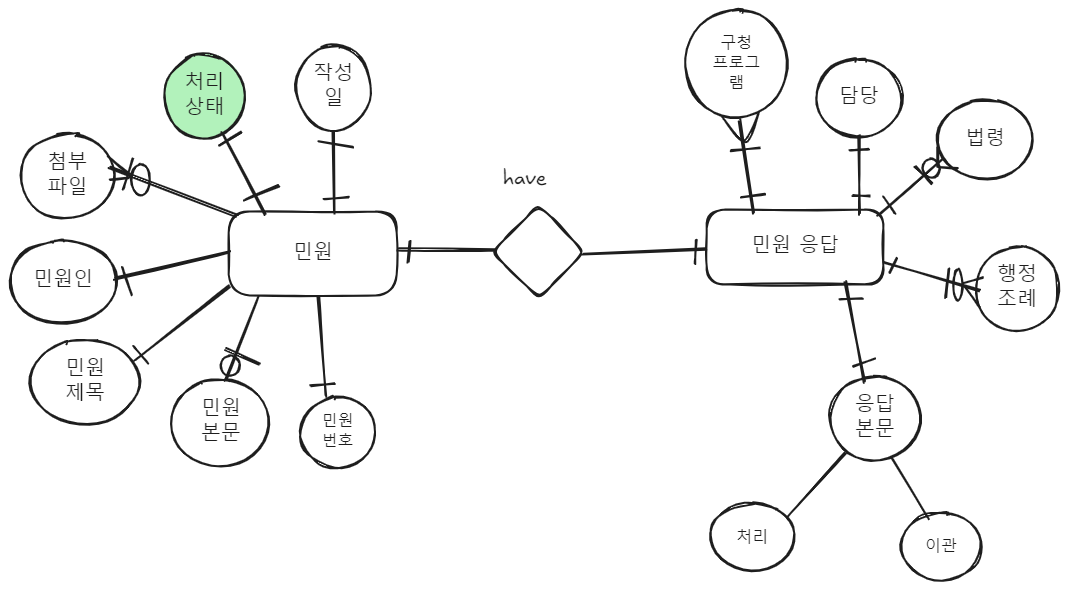 구청
프로그
램
작성
일
처리
상태
담당
법령
첨부
파일
have
민원
민원 응답
민원인
행정
조례
민원
제목
민원
본문
민원
번호
응답
본문
처리
이관